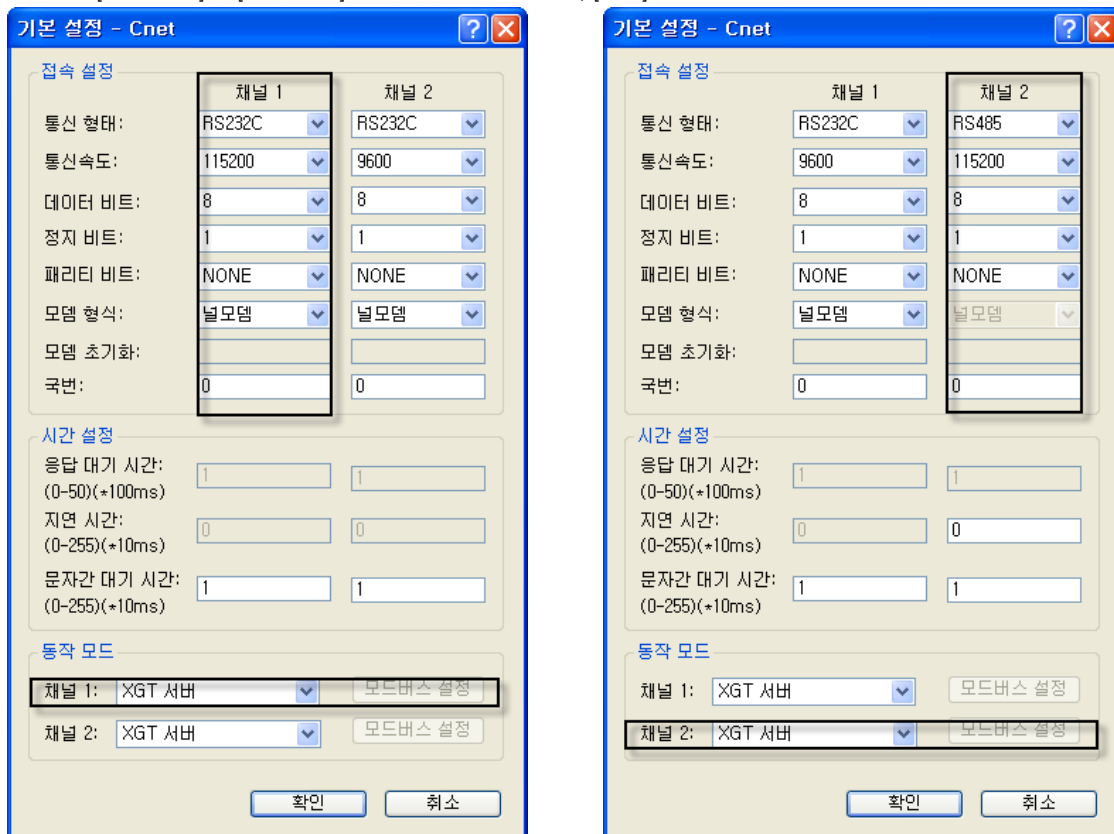 기본 설정 - Cnet
접속 설정
채널 1 채널 2
통신 형태: RS232C RS232C
통신속도: 115200 9600
데이터 비트: 8 8
정지 비트: 1 1
패리티 비트: NONE NONE
모뎀 형식: 널모뎀 널모뎀
모뎀 초기화:
국번: 0 0
시간 설정
응답 대기 시간: 1 1
(0-50)(*100ms)
지연 시간: 0 0
(0-255)(*10ms)
문자간 대기 시간: 1 1
(0-255)(*10ms)
동작 모드
채널 1: XGT 서버 모드버스 설정
채널 2: XGT 서버 모드버스 설정
확인 취소
기본 설정 - Cnet
접속 설정
채널 1 채널 2
통신 형태: RS232C RS485
통신속도: 9600 115200
데이터 비트: 8 8
정지 비트: 1 1
패리티 비트: NONE NONE
모뎀 형식: 널모뎀 널모뎀
모뎀 초기화:
국번: 0 0
시간 설정
응답 대기 시간: 1 1
(0-50)(*100ms)
지연 시간: 0 0
(0-255)(*10ms)
문자간 대기 시간: 1 1
(0-255)(*10ms)
동작 모드
채널 1: XGT 서버 모드버스 설정
채널 2: XGT 서버 모드버스 설정
확인 취소